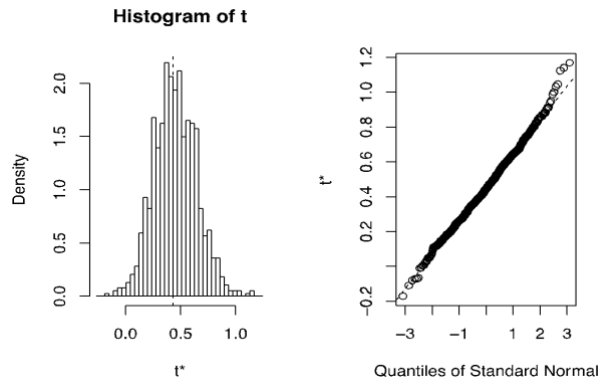 Histogram of t
Density
0.0 0.5 1.0 1.5 2.0
0.0 0.5 1.0
t*
t*
−0.2 0.2 0.4 0.6 0.8 1.0 1.2
−3 −1 1 2 3
Quantiles of Standard Normal